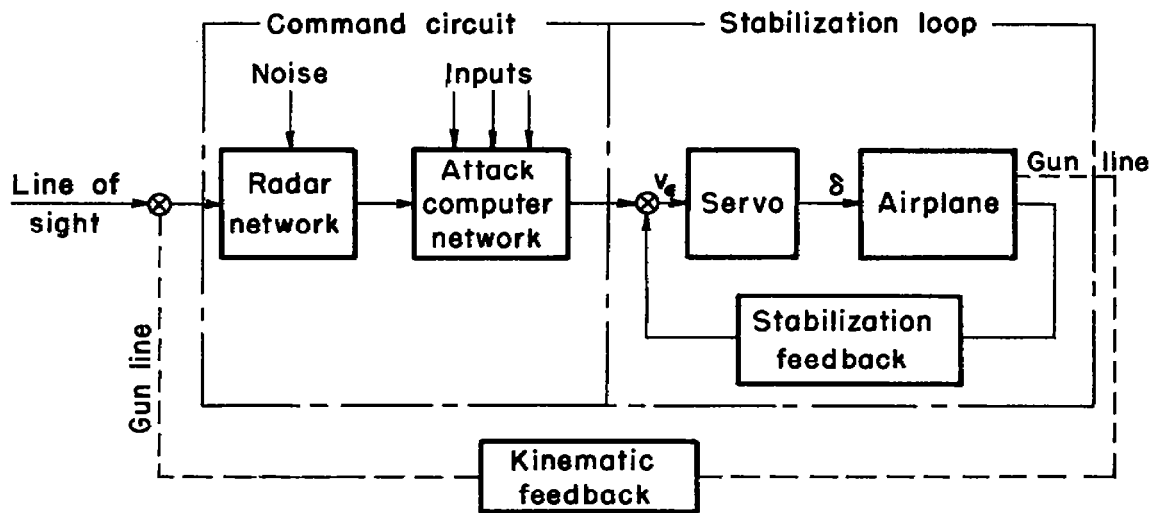 Command circuit
Stabilization loop
Noise
Inputs
Line of
sight
Radar
network
Attack
computer
network
vε
Servo
δ
Airplane
Gun line
Stabilization
feedback
Gun line
Kinematic
feedback